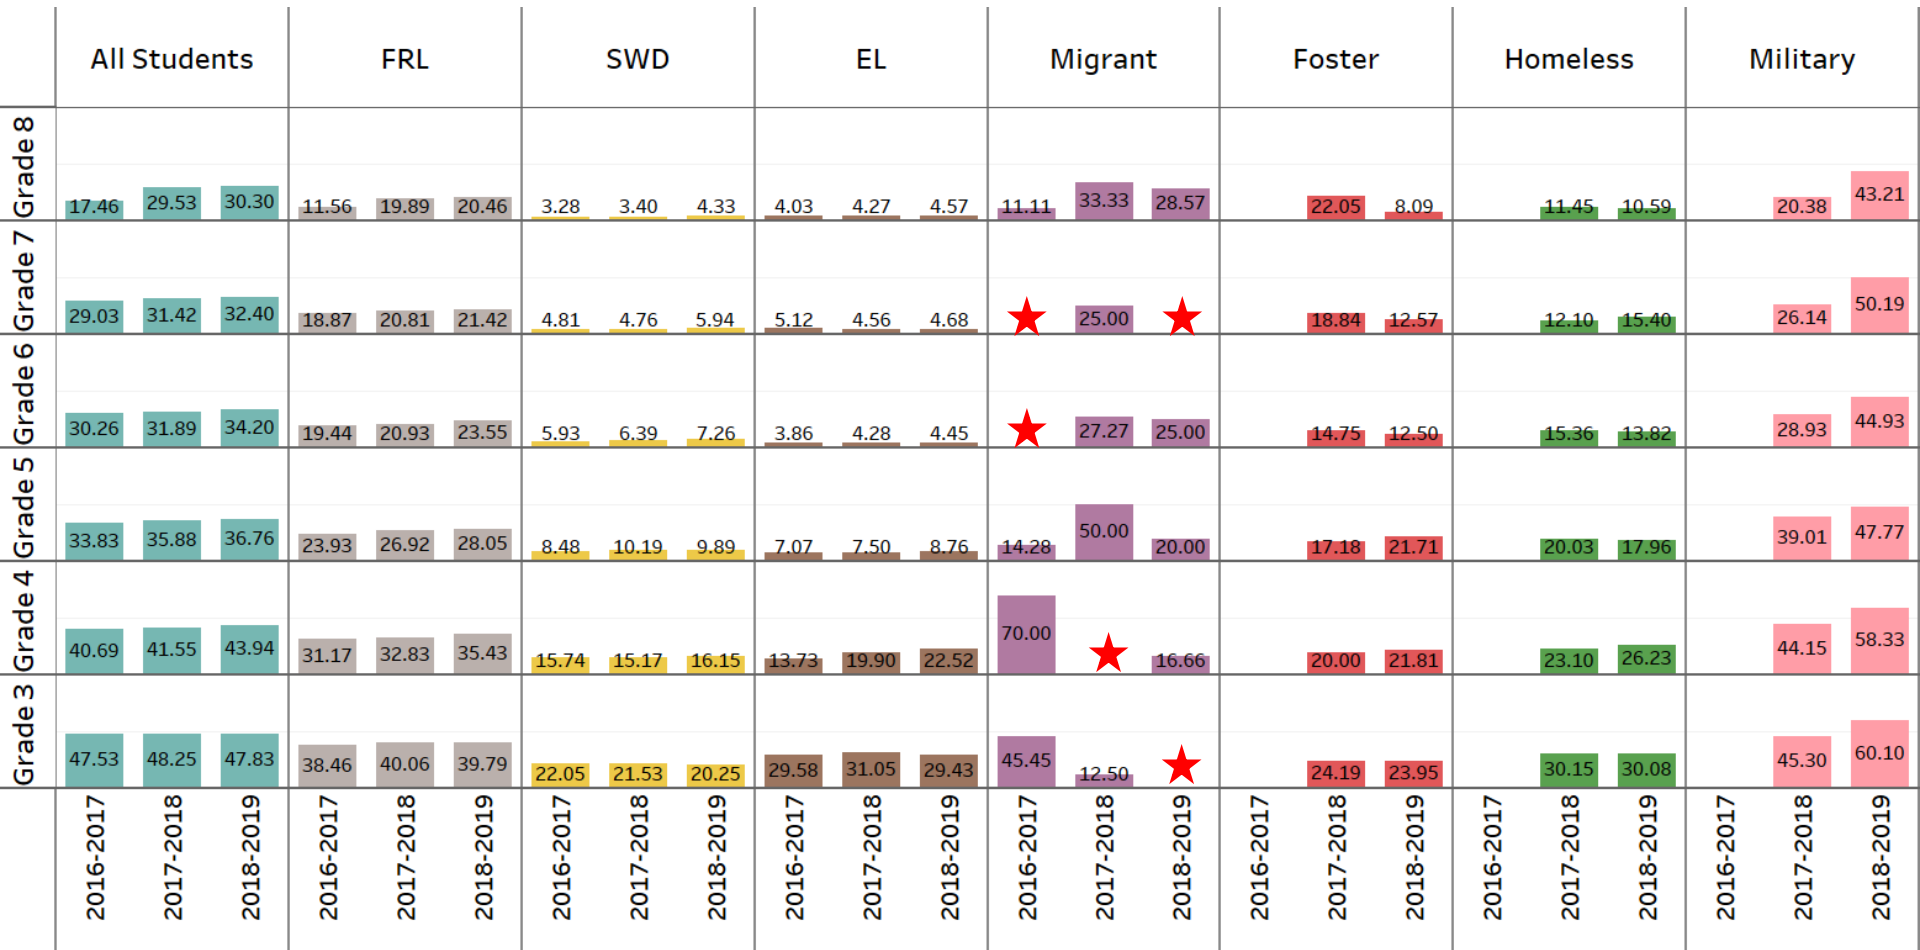 All Students FRL SWD EL Migrant Foster Homeless Military
Grade 8
17.46 29.53 30.30 11.56 19.89 20.46 3.28 3.40 4.33 4.03 4.27 4.57 11.11 33.33 28.57 22.05 8.09 11.45 10.59 20.38 43.21
Grade 7
29.03 31.42 32.40 18.87 20.81 21.42 4.81 4.76 5.94 5.12 4.56 4.68 25.00 18.84 12.57 12.10 15.40 26.14 50.19
Grade 6
30.26 31.89 34.20 19.44 20.93 23.55 5.93 6.39 7.26 3.86 4.28 4.45 27.27 25.00 14.75 12.50 15.36 13.82 28.93 44.93
Grade 5
33.83 35.88 36.76 23.93 26.92 28.05 8.48 10.19 9.89 7.07 7.50 8.76 14.28 50.00 20.00 17.18 21.71 20.03 17.96 39.01 47.77
Grade 4
40.69 41.55 43.94 31.17 32.83 35.43 15.74 15.17 16.15 13.73 19.90 22.52 70.00 16.66 20.00 21.81 23.10 26.23 44.15 58.33
Grade 3
47.53 48.25 47.83 38.46 40.06 39.79 22.05 21.53 20.25 29.58 31.05 29.43 45.45 12.50 24.19 23.95 30.15 30.08 45.30 60.10
2016-2017 2017-2018 2018-2019 2016-2017 2017-2018 2018-2019 2016-2017 2017-2018 2018-2019 2016-2017 2017-2018 2018-2019 2016-2017 2017-2018 2018-2019 2016-2017 2017-2018 2018-2019 2016-2017 2017-2018 2018-2019 2016-2017 2017-2018 2018-2019